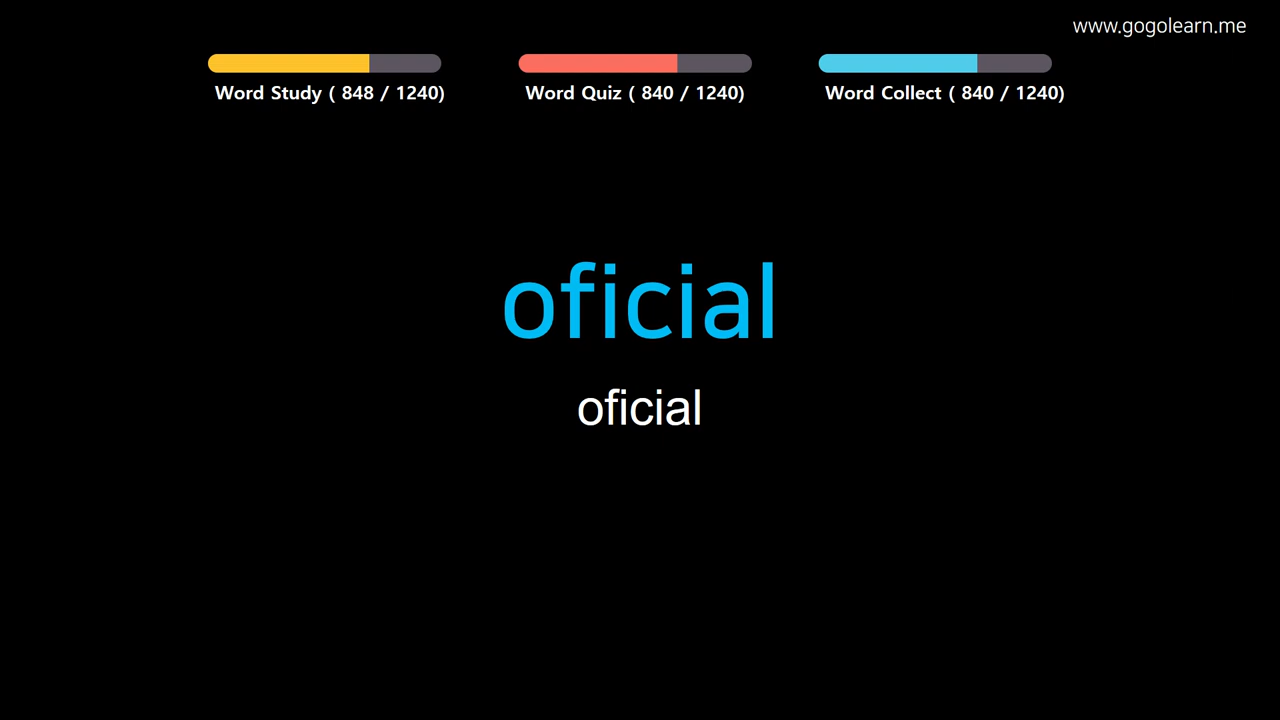 www.gogolearn.me
Word Study ( 848 / 1240)
Word Quiz ( 840 / 1240)
Word Collect ( 840 / 1240)
oficial
oficial